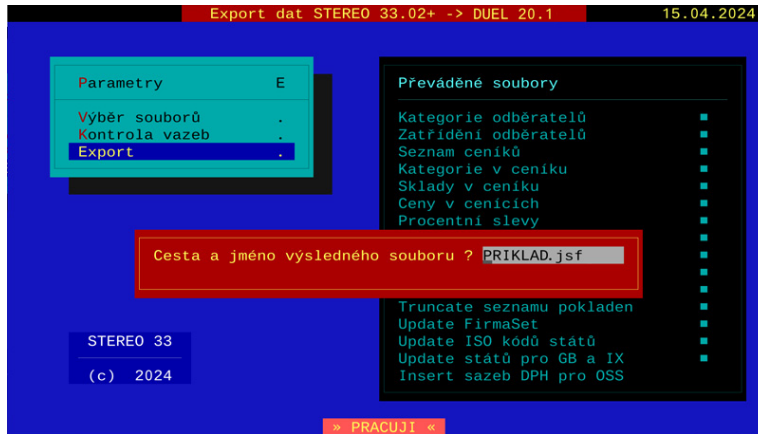 Export dat STEREO 33.02+ -> DUEL 20.1 15.04.2024
Parametry E
Výběr souborů .
Kontrola vazeb .
Export .
Převáděné soubory
Kategorie odběratelů ■
Zatřídění odběratelů ■
Seznam ceníků ■
Kategorie v ceníku ■
Sklady v ceníku ■
Ceny v cenících ■
Procentní slevy ■
Cesta a jméno výsledného souboru ? PRIKLAD.jsf
Truncate seznamu pokladen ■
Update FirmaSet ■
Update ISO kódů států ■
Update států pro GB a IX ■
Insert sazeb DPH pro OSS
STEREO 33
(c) 2024
» PRACUJI «